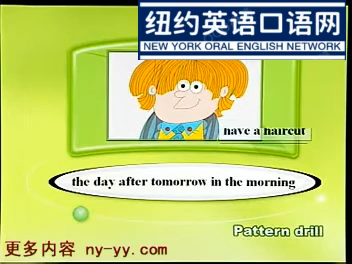 纽约英语口语网
NEW YORK ORAL ENGLISH NETWORK
have a haircut
the day after tomorrow in the morning
Pattern drill
更多内容 ny-yy.com